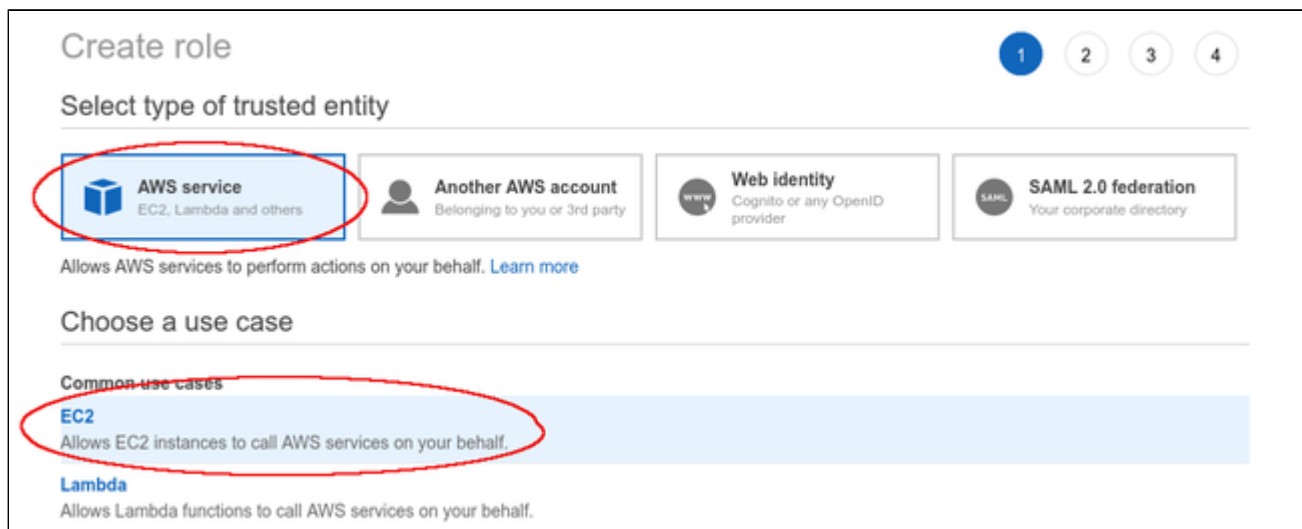 Create role
1 2 3 4
Select type of trusted entity
AWS service
EC2, Lambda and others
Another AWS account
Belonging to you or 3rd party
www
Web identity
Cognito or any OpenID
provider
SAML
SAML 2.0 federation
Your corporate directory
Allows AWS services to perform actions on your behalf. Learn more
Choose a use case
Common use cases
EC2
Allows EC2 instances to call AWS services on your behalf.
Lambda
Allows Lambda functions to call AWS services on your behalf.